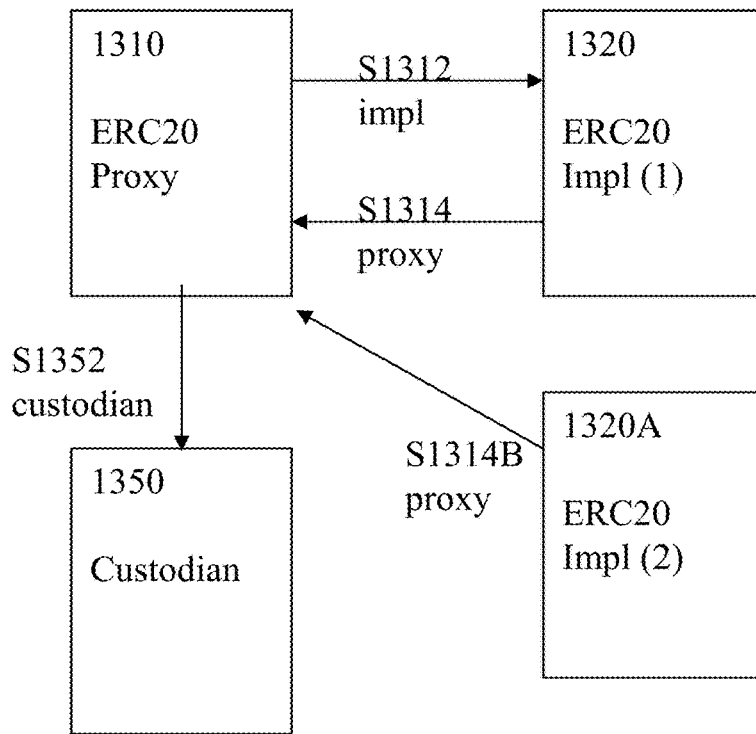 1310
ERC20
Proxy
S1312
impl
1320
ERC20
Impl (1)
S1314
proxy
S1352
custodian
1350
Custodian
S1314B
proxy
1320A
ERC20
Impl (2)